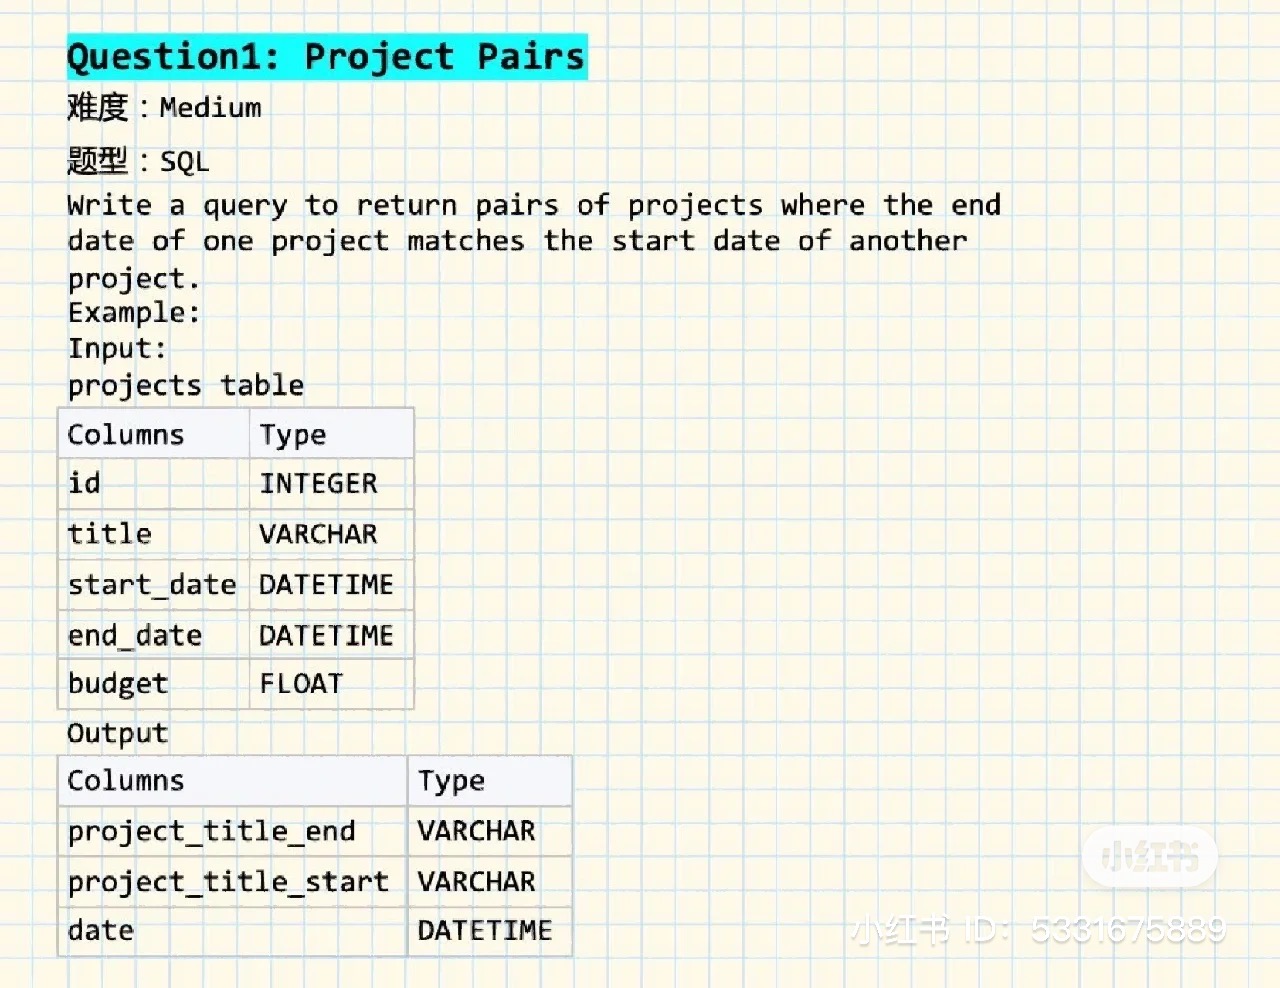 Question1: Project Pairs
难度：Medium
题型：SQL
Write a query to return pairs of projects where the end
date of one project matches the start date of another
project.
Example:
Input:
projects table
Columns Type
id INTEGER
title VARCHAR
start_date DATETIME
end_date DATETIME
budget FLOAT
Output
Columns Type
project_title_end VARCHAR
project_title_start VARCHAR
date DATETIME
小红书
小红书 ID：5331675889